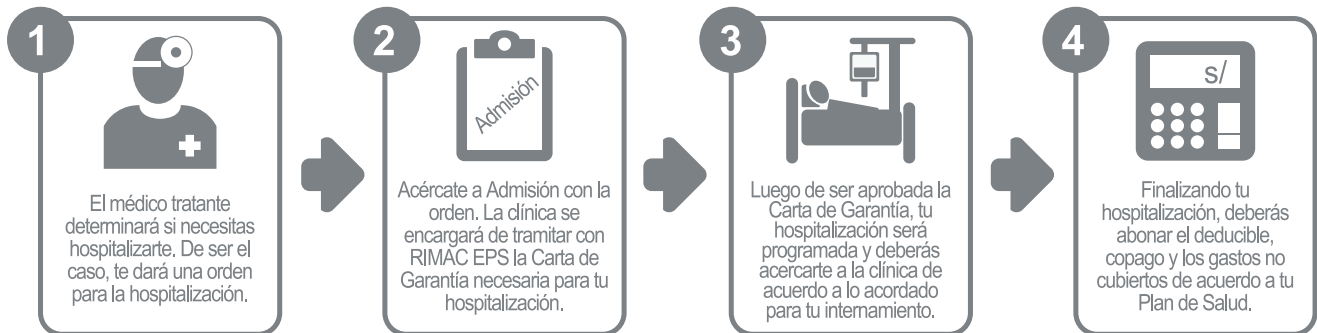 1
El médico tratante
determinará si necesitas
hospitalizarte. De ser el
caso, te dará una orden
para la hospitalización.
2
Admisión
Acércate a Admisión con la
orden. La clínica se
encargará de tramitar con
RIMAC EPS la Carta de
Garantía necesaria para tu
hospitalización.
3
Luego de ser aprobada la
Carta de Garantía, tu
hospitalización será
programada y deberás
acercarte a la clínica de
acuerdo a lo acordado
para tu internamiento.
4
s/
Finalizando tu
hospitalización, deberás
abonar el deducible,
copago y los gastos no
cubiertos de acuerdo a tu
Plan de Salud.